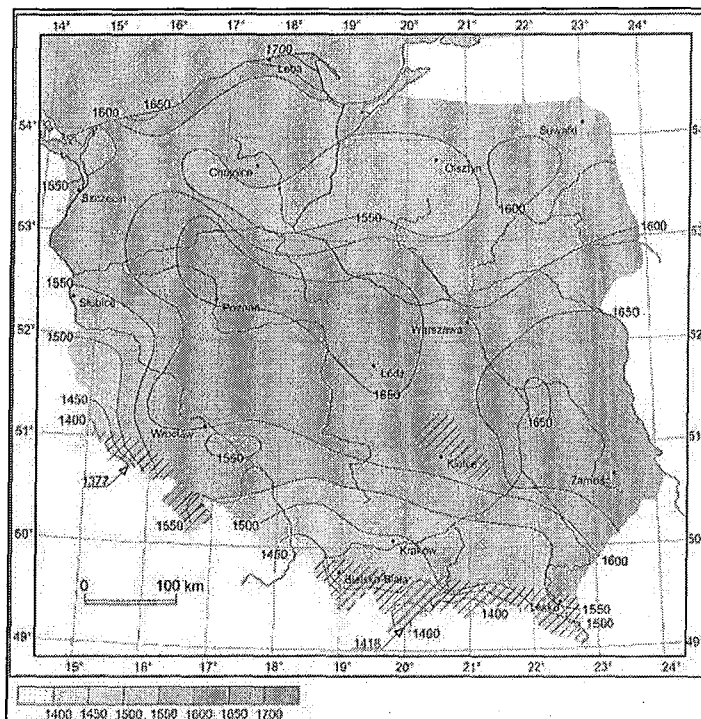 14° 15° 16° 17° 18° 19° 20° 21° 22° 23° 24°
1700
Łeba
1650
1600
54°
Suwałki
Chojnice
Olsztyn
1550
Szczecin
1600
53°
1550
1600
1550
Słubice
Poznań
1650
52°
1500
Warszawa
Łódź
1650
1450
1650
1400
51°
Wrocław
1550
Kielce
Zamość
1377
1550
1500
50°
1450
Kraków
1600
0 100 km
Bielsko-Biała
1400
Lesko
1550
1500
49°
1418
1400
15° 16° 17° 18° 19° 20° 21° 22° 23° 24°
1400 1450 1500 1550 1600 1650 1700